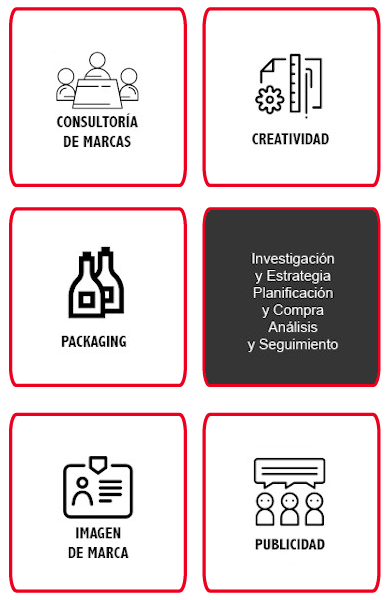 CONSULTORÍA
DE MARCAS
CREATIVIDAD
PACKAGING
Investigación
y Estrategia
Planificación
y Compra
Análisis
y Seguimiento
IMAGEN
DE MARCA
PUBLICIDAD